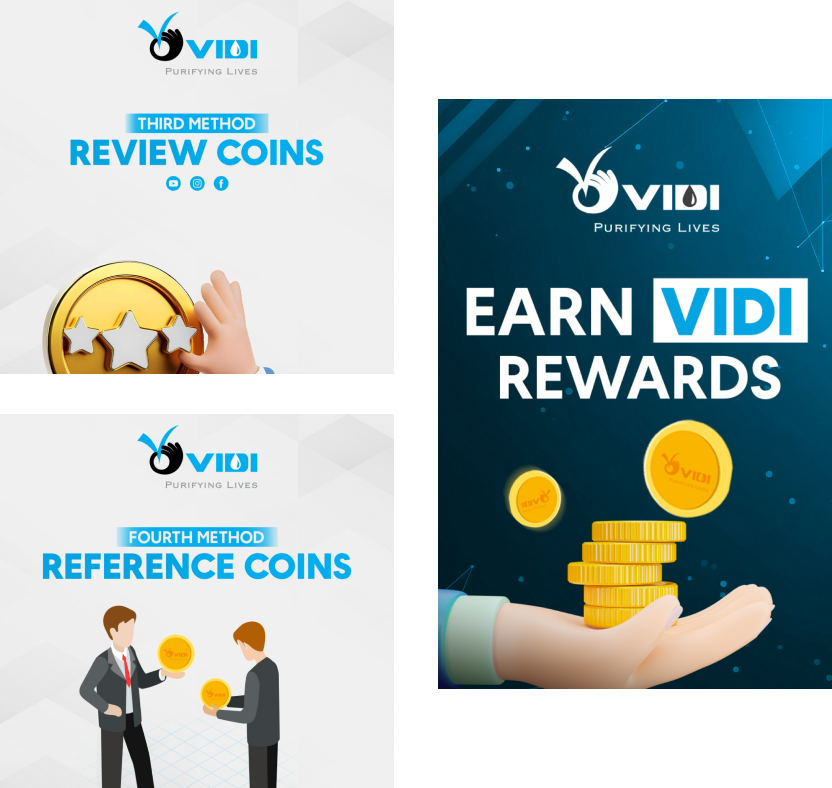 VIDI
PURIFYING LIVES
THIRD METHOD
REVIEW COINS
VIDI
PURIFYING LIVES
FOURTH METHOD
REFERENCE COINS
VIDI
VIDI
VIDI
PURIFYING LIVES
EARN VIDI
REWARDS
VIDI
VIDI